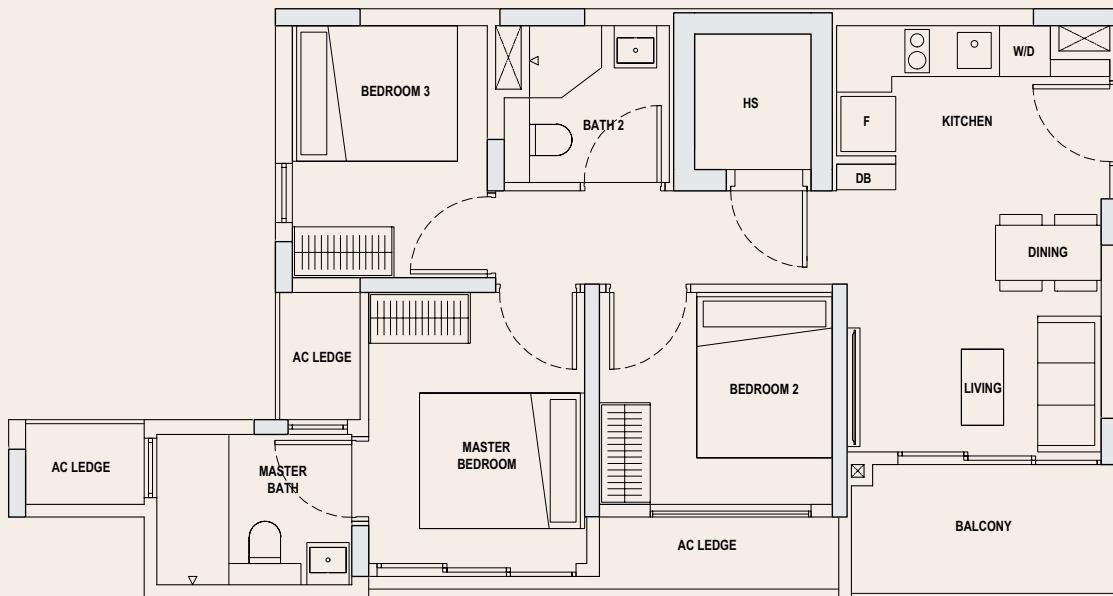 W/D
BEDROOM 3
HS
BATH 2
F
KITCHEN
DB
DINING
AC LEDGE
BEDROOM 2
LIVING
MASTER
BEDROOM
AC LEDGE
MASTER
BATH
BALCONY
AC LEDGE